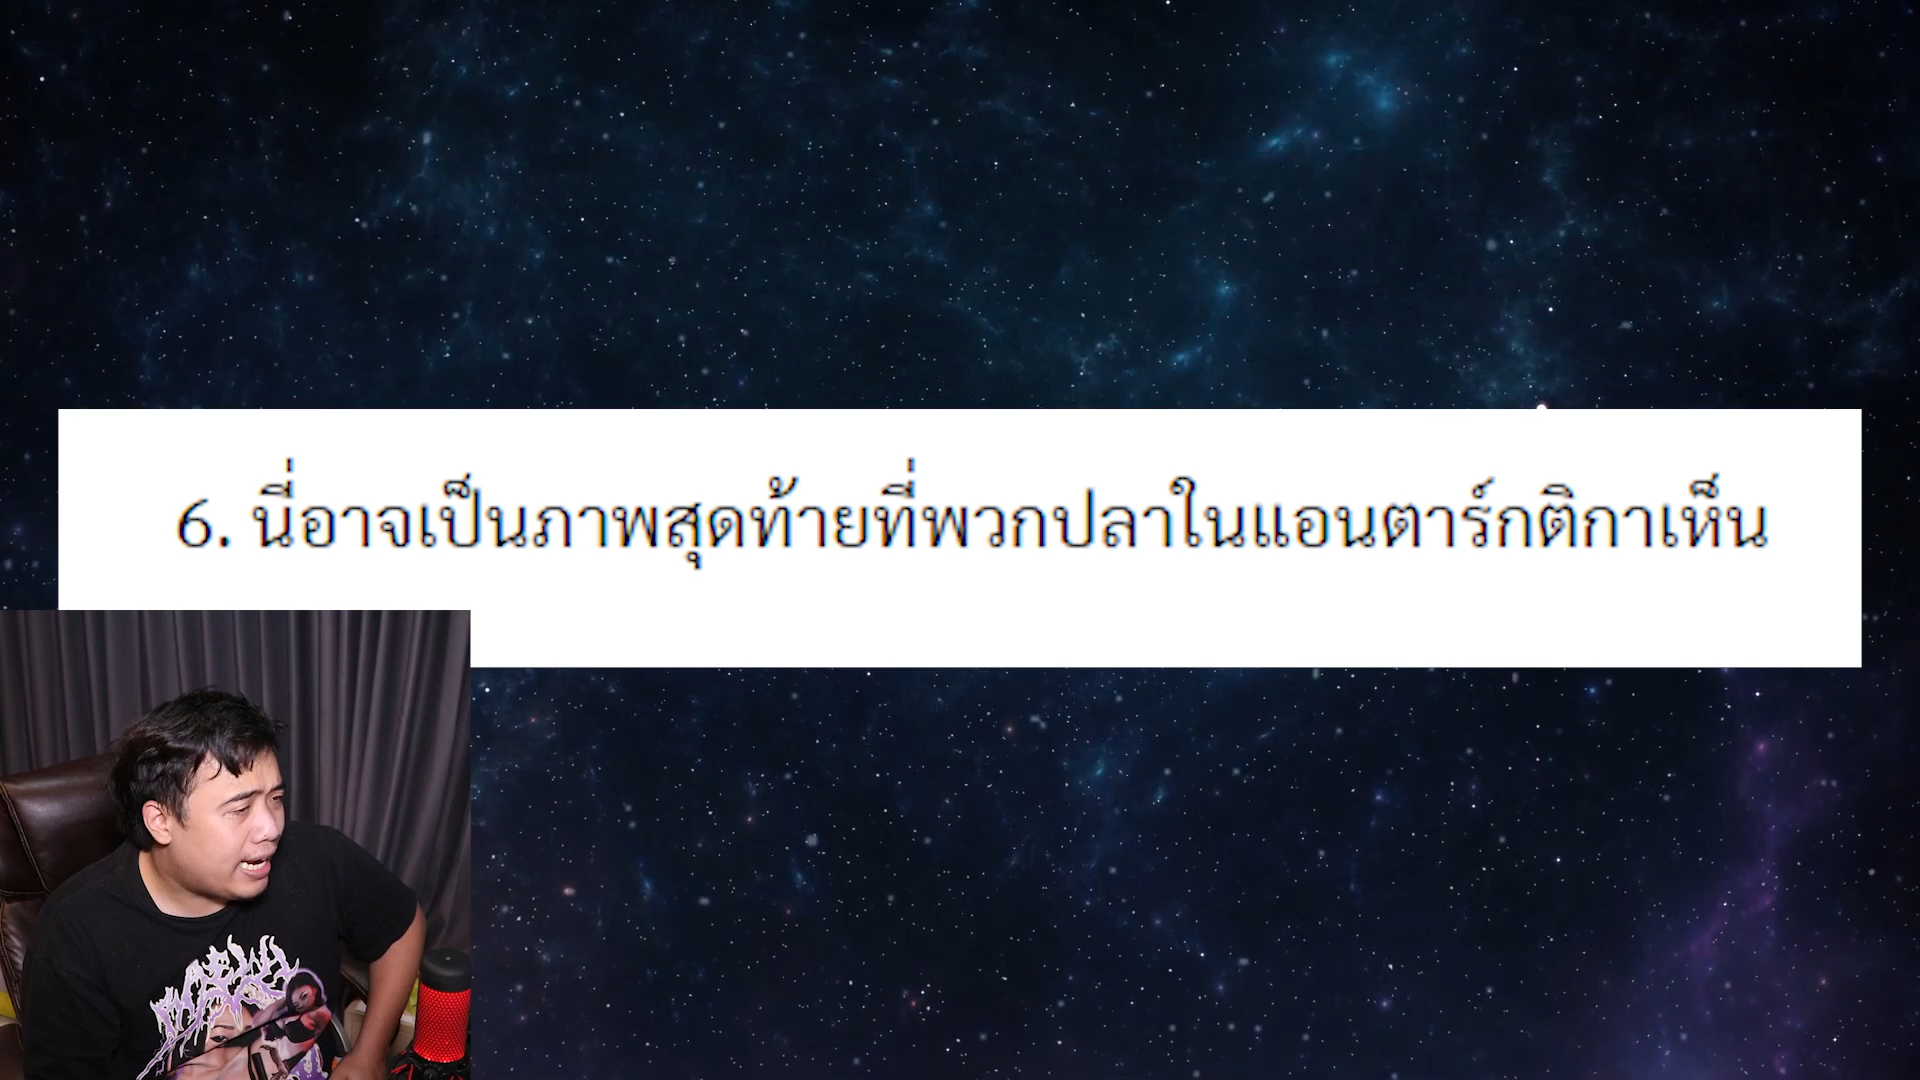 6. นี่อาจเป็นภาพสุดท้ายที่พวกปลาในแอนตาร์กติกาเห็น